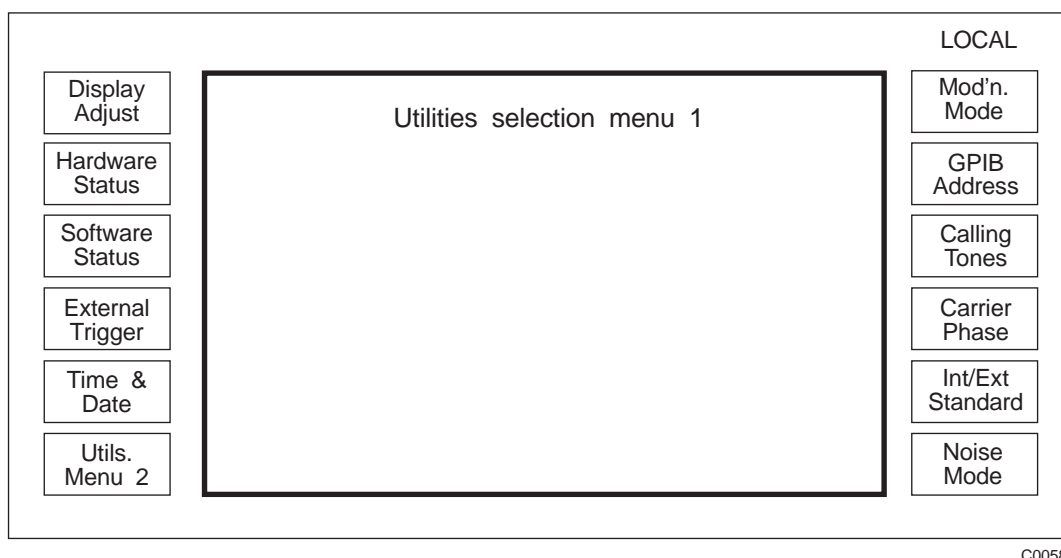 LOCAL
Display
Adjust
Hardware
Status
Software
Status
External
Trigger
Time &
Date
Utils.
Menu 2
Utilities selection menu 1
Mod'n.
Mode
GPIB
Address
Calling
Tones
Carrier
Phase
Int/Ext
Standard
Noise
Mode